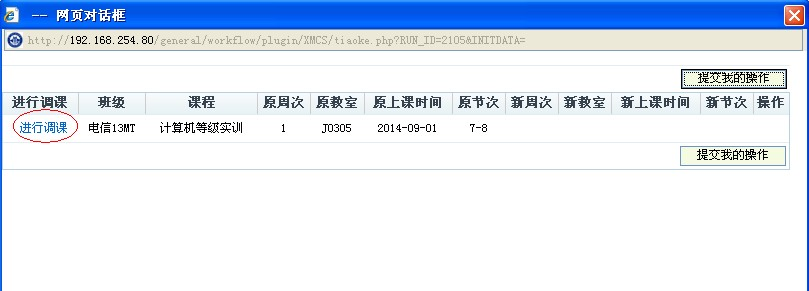 -- 网页对话框
http://192.168.254.80/general/workflow/plugin/XMCS/tiaoke.php?RUN_ID=2105&INITDATA=
提交我的操作
进行调课 班级 课程 原周次 原教室 原上课时间 原节次 新周次 新教室 新上课时间 新节次 操作
进行调课 电信13MT 计算机等级实训 1 J0305 2014-09-01 7-8
提交我的操作